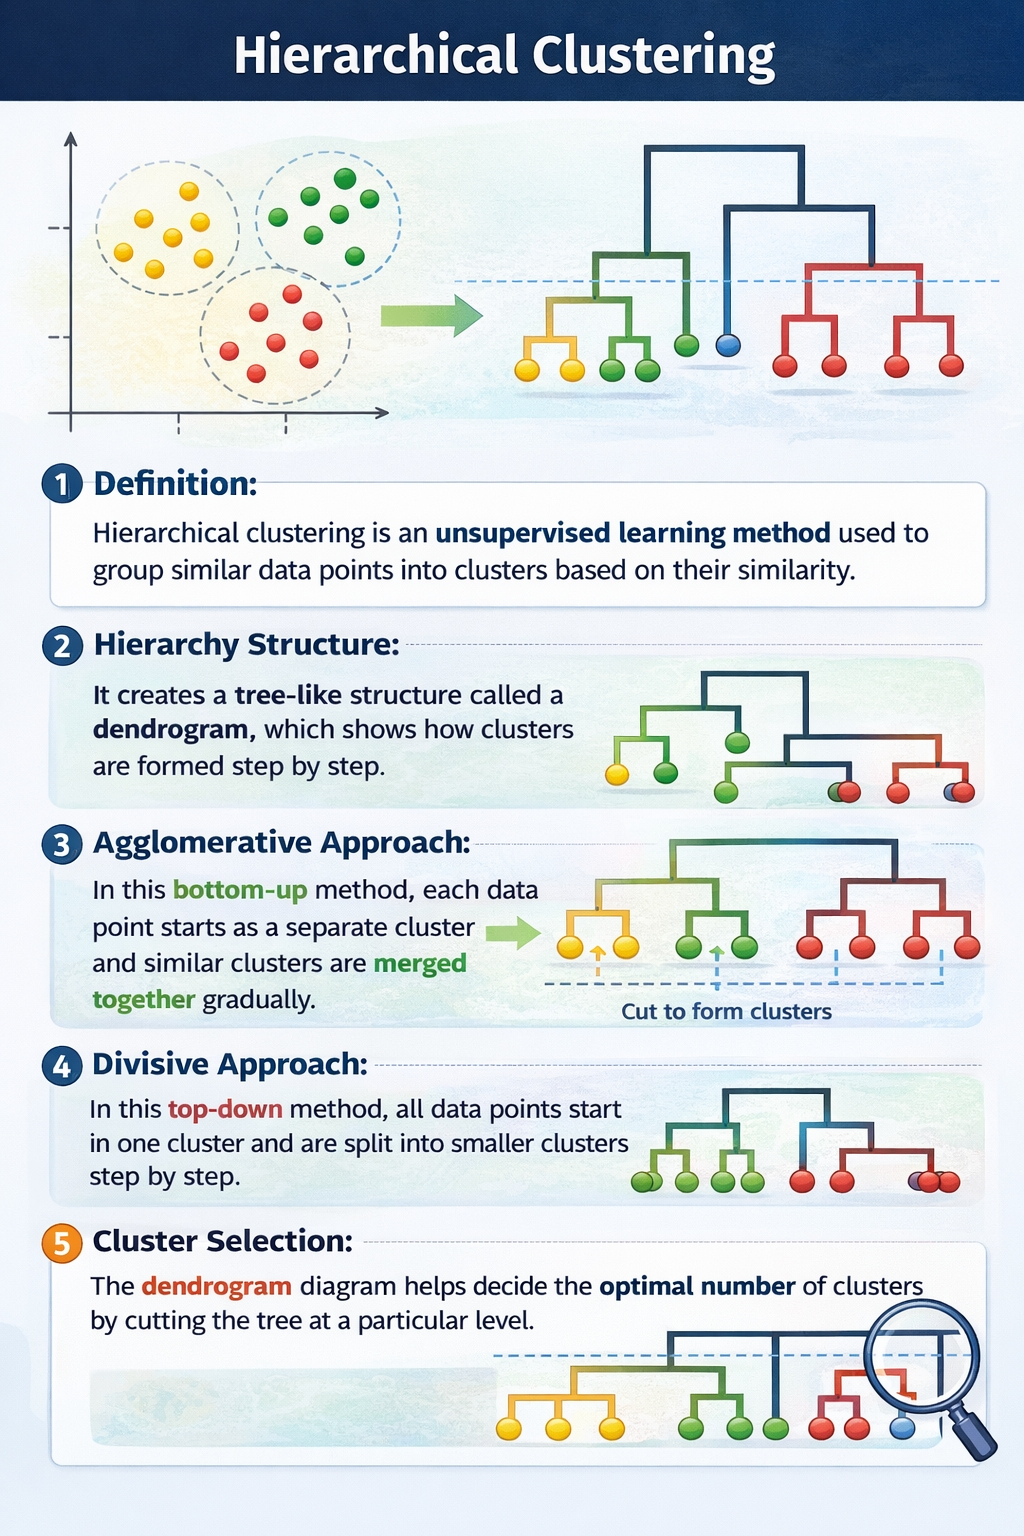 Hierarchical Clustering
1 Definition:
Hierarchical clustering is an unsupervised learning method used to
group similar data points into clusters based on their similarity.
2 Hierarchy Structure:
It creates a tree-like structure called a
dendrogram, which shows how clusters
are formed step by step.
3 Agglomerative Approach:
In this bottom-up method, each data
point starts as a separate cluster
and similar clusters are merged
together gradually.
Cut to form clusters
4 Divisive Approach:
In this top-down method, all data points start
in one cluster and are split into smaller clusters
step by step.
5 Cluster Selection:
The dendrogram diagram helps decide the optimal number of clusters
by cutting the tree at a particular level.